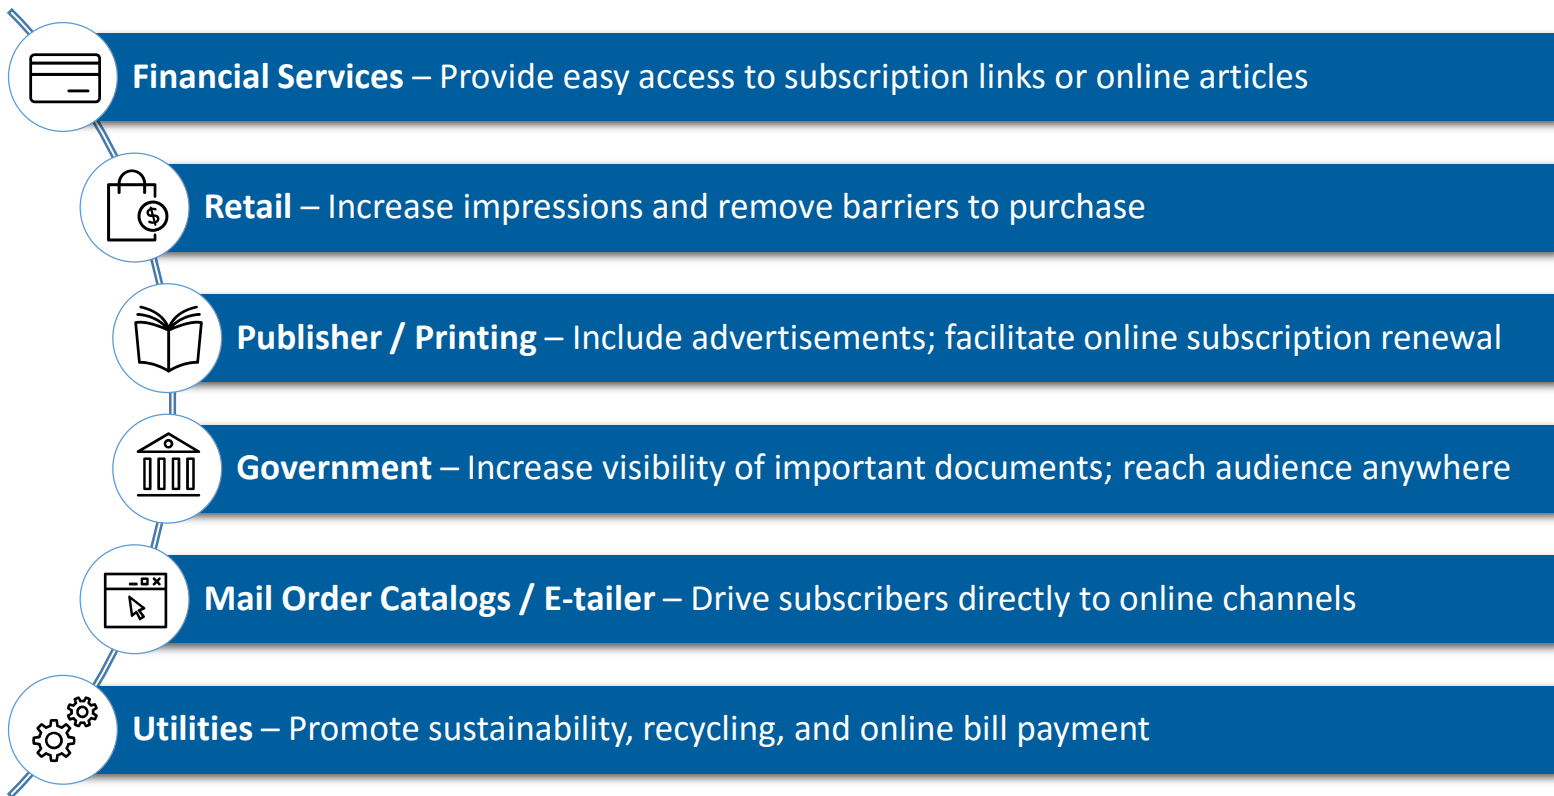 Financial Services – Provide easy access to subscription links or online articles
$
Retail – Increase impressions and remove barriers to purchase
Publisher / Printing – Include advertisements; facilitate online subscription renewal
Government – Increase visibility of important documents; reach audience anywhere
Mail Order Catalogs / E-tailer – Drive subscribers directly to online channels
Utilities – Promote sustainability, recycling, and online bill payment